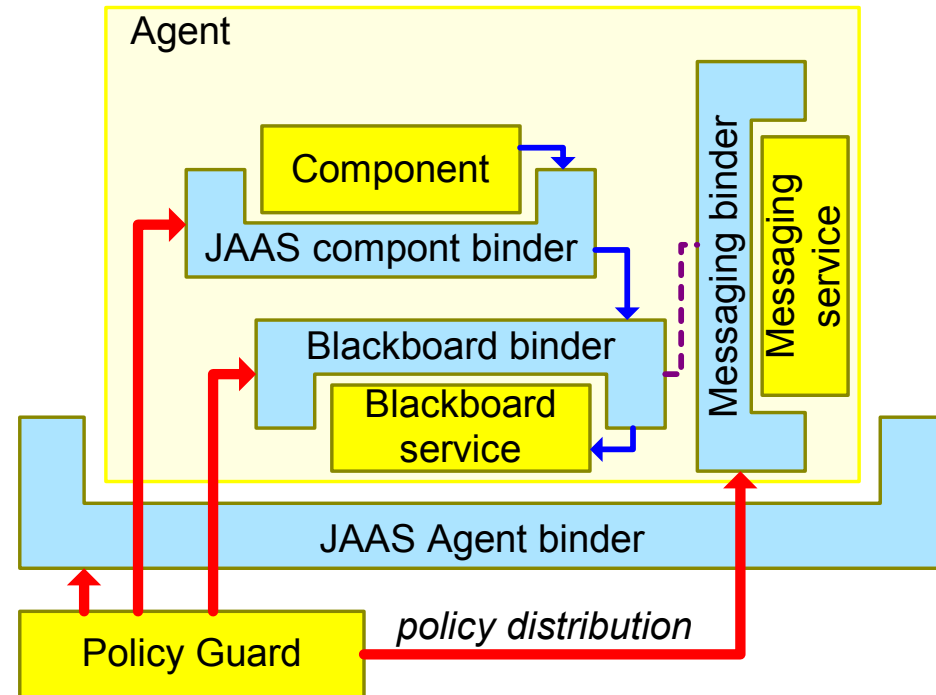 Agent
Component
JAAS compont binder
Blackboard binder
Blackboard
service
Messaging binder
Messaging
service
JAAS Agent binder
Policy Guard
policy distribution